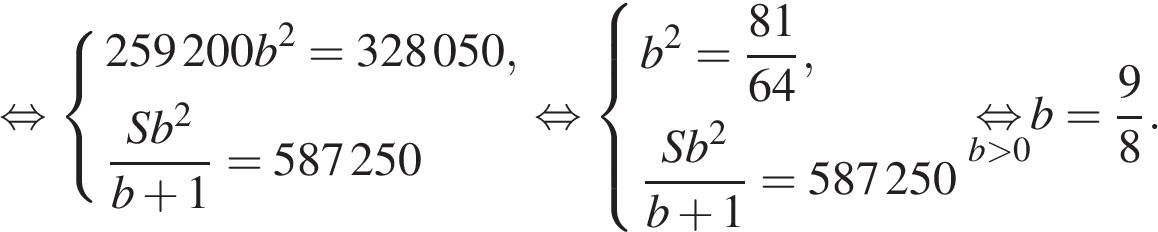 ⇔ { 259 200b² = 328 050, Sb²/(b + 1) = 587 250 ⇔ { b² = 81/64, Sb²/(b + 1) = 587 250 ⇔ b>0 b = 9/8.